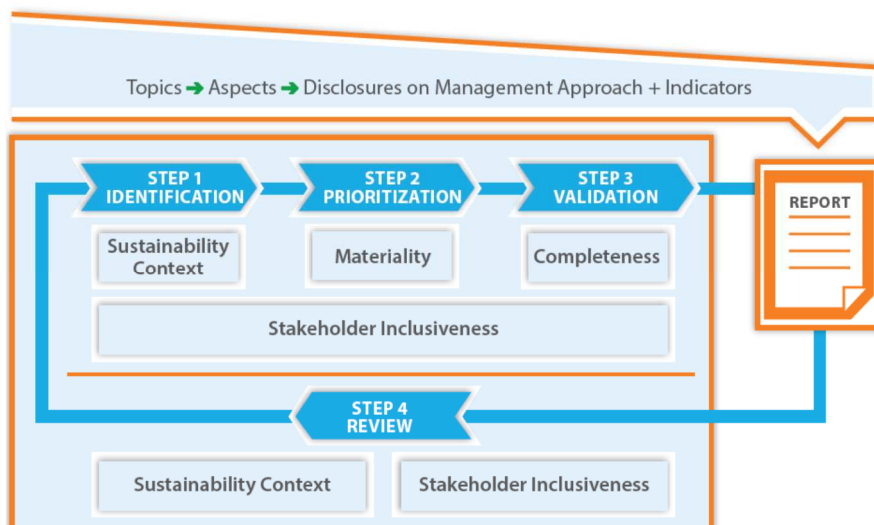 Topics ➔ Aspects ➔ Disclosures on Management Approach + Indicators
STEP 1
IDENTIFICATION
STEP 2
PRIORITIZATION
STEP 3
VALIDATION
REPORT
Sustainability
Context
Materiality
Completeness
Stakeholder Inclusiveness
STEP 4
REVIEW
Sustainability Context
Stakeholder Inclusiveness